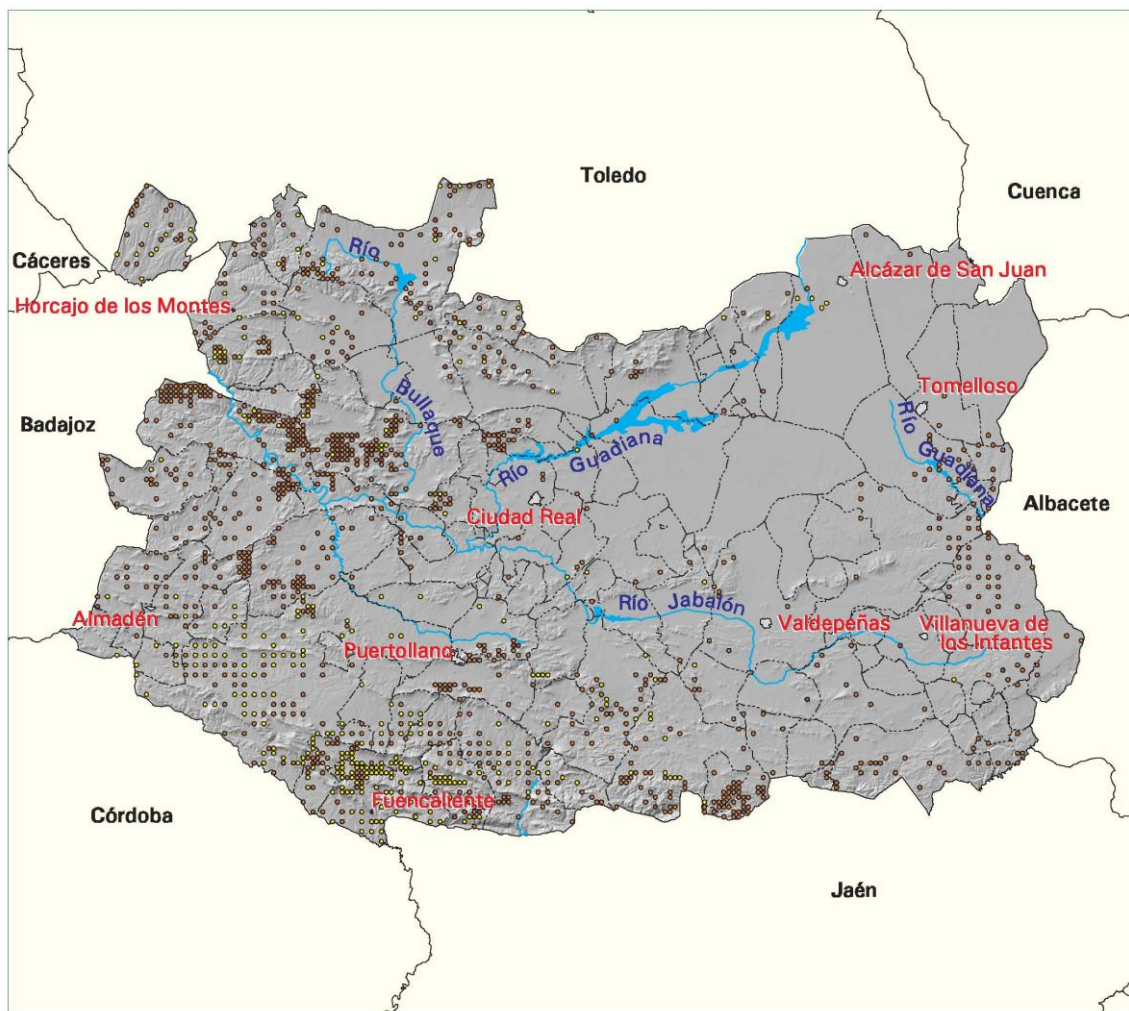 Toledo
Cuenca
Cáceres
Río
Alcázar de San Juan
Horcajo de los Montes
Bullaque
Tomelloso
Badajoz
Río Guadiana
Río Guadiana
Ciudad Real
Albacete
Río Jabalón
Almadén
Valdepeñas
Villanueva de
los Infantes
Puertollano
Fuencaliente
Córdoba
Jaén